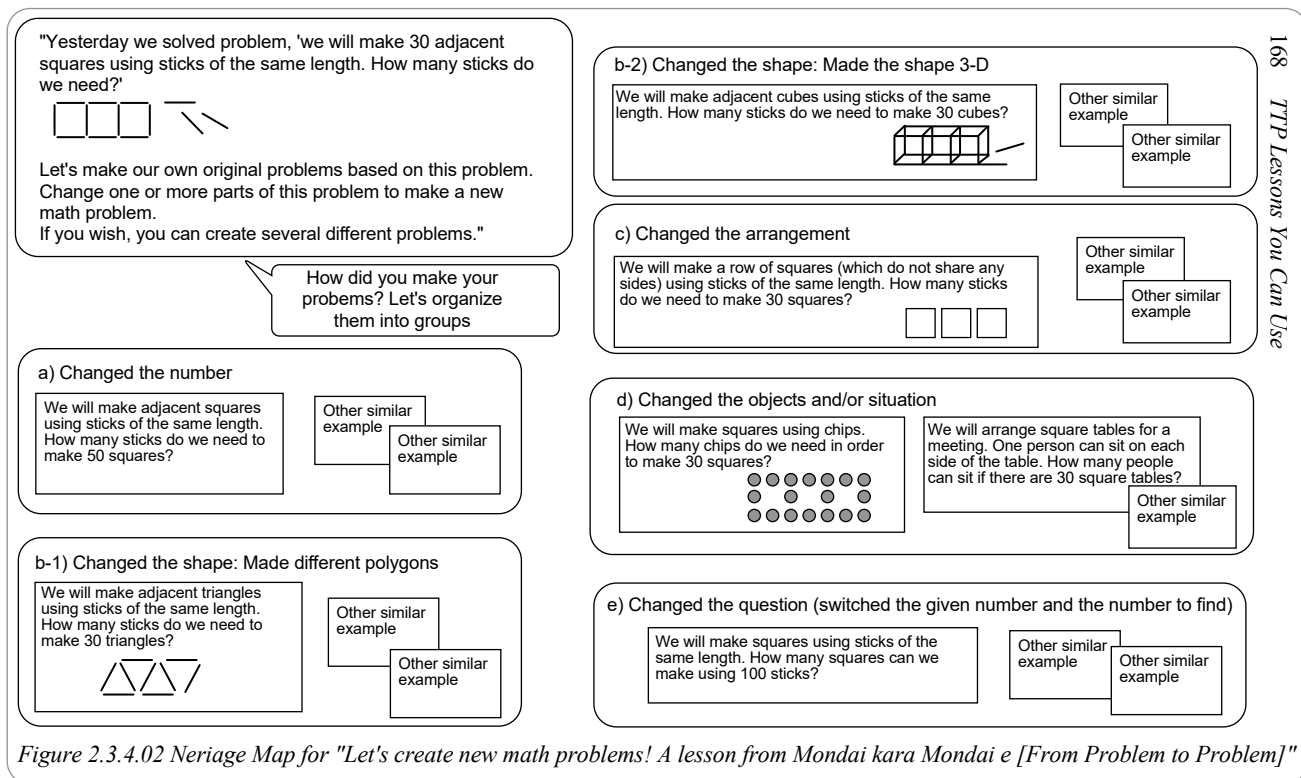 "Yesterday we solved problem, 'we will make 30 adjacent
squares using sticks of the same length. How many sticks do
we need?'
Let's make our own original problems based on this problem.
Change one or more parts of this problem to make a new
math problem.
If you wish, you can create several different problems."
How did you make your
probems? Let's organize
them into groups
a) Changed the number
We will make adjacent squares
using sticks of the same length.
How many sticks do we need to
make 50 squares?
Other similar
example
Other similar
example
b-1) Changed the shape: Made different polygons
We will make adjacent triangles
using sticks of the same length.
How many sticks do we need to
make 30 triangles?
Other similar
example
Other similar
example
b-2) Changed the shape: Made the shape 3-D
We will make adjacent cubes using sticks of the same
length. How many sticks do we need to make 30 cubes?
Other similar
example
Other similar
example
c) Changed the arrangement
We will make a row of squares (which do not share any
sides) using sticks of the same length. How many sticks
do we need to make 30 squares?
Other similar
example
Other similar
example
d) Changed the objects and/or situation
We will make squares using chips.
How many chips do we need in order
to make 30 squares?
We will arrange square tables for a
meeting. One person can sit on each
side of the table. How many people
can sit if there are 30 square tables?
Other similar
example
e) Changed the question (switched the given number and the number to find)
We will make squares using sticks of the
same length. How many squares can we
make using 100 sticks?
Other similar
example
Other similar
example
168 TTP Lessons You Can Use
Figure 2.3.4.02 Neriage Map for "Let's create new math problems! A lesson from Mondai kara Mondai e [From Problem to Problem]"